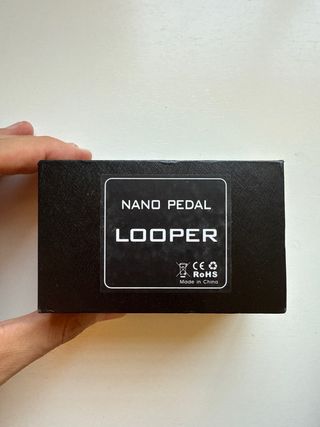 NANO PEDAL
LOOPER
CE
RoHS
Made in China